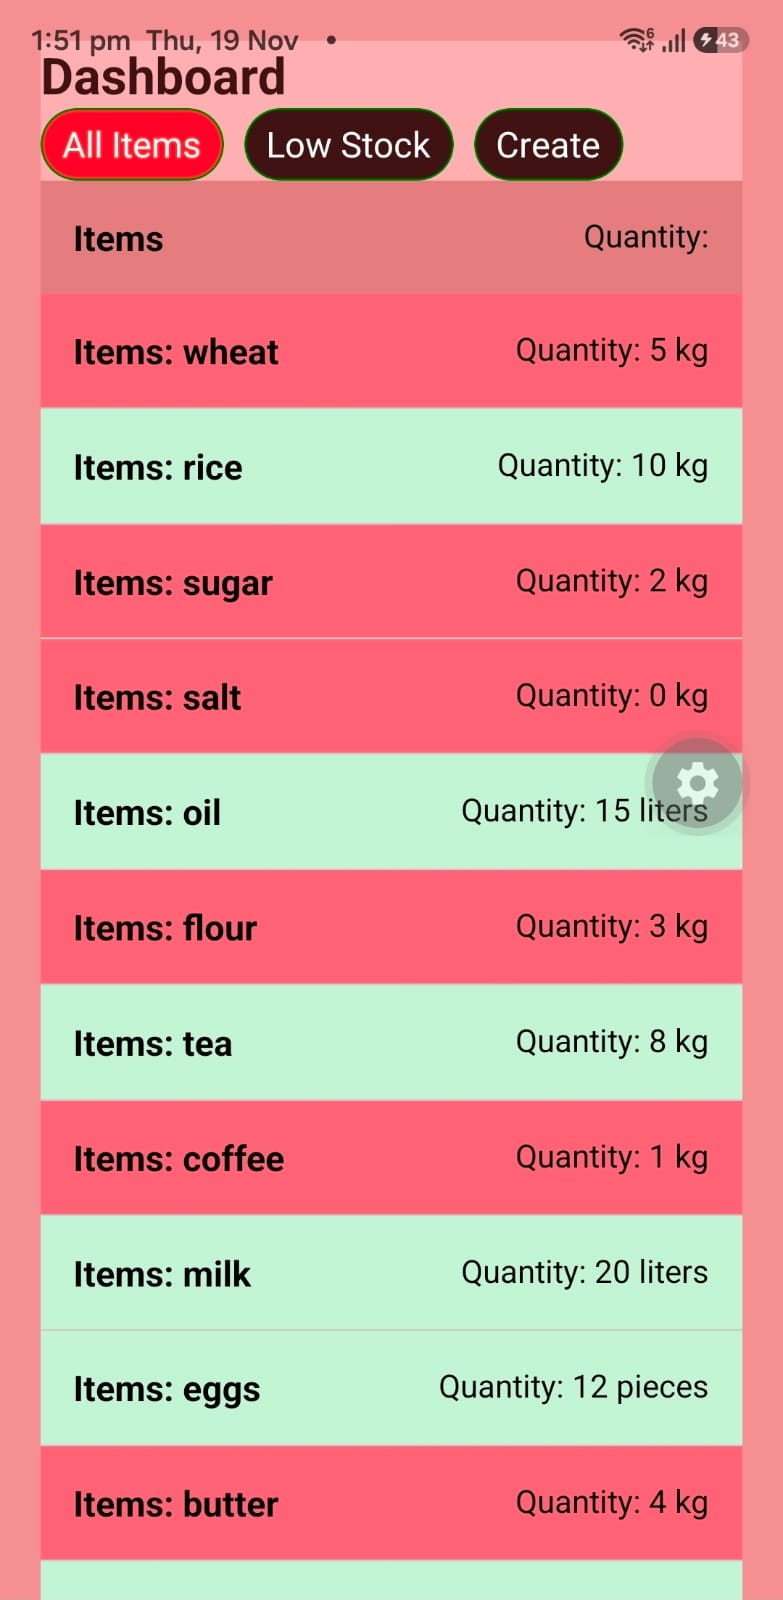 1:51 pm Thu, 19 Nov • 6 43
Dashboard
All Items Low Stock Create
Items Quantity:
Items: wheat Quantity: 5 kg
Items: rice Quantity: 10 kg
Items: sugar Quantity: 2 kg
Items: salt Quantity: 0 kg
Items: oil Quantity: 15 liters
Items: flour Quantity: 3 kg
Items: tea Quantity: 8 kg
Items: coffee Quantity: 1 kg
Items: milk Quantity: 20 liters
Items: eggs Quantity: 12 pieces
Items: butter Quantity: 4 kg